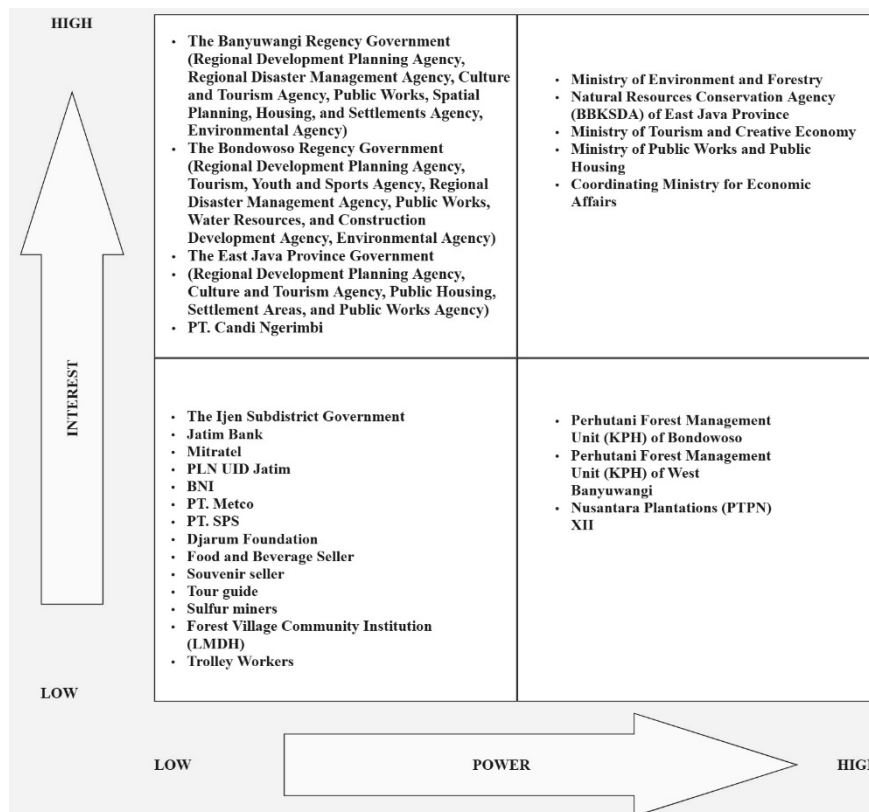 HIGH
• The Banyuwangi Regency Government
(Regional Development Planning Agency,
Regional Disaster Management Agency, Culture
and Tourism Agency, Public Works, Spatial
Planning, Housing, and Settlements Agency,
Environmental Agency)
• The Bondowoso Regency Government
(Regional Development Planning Agency,
Tourism, Youth and Sports Agency, Regional
Disaster Management Agency, Public Works,
Water Resources, and Construction
Development Agency, Environmental Agency)
• The East Java Province Government
• (Regional Development Planning Agency,
Culture and Tourism Agency, Public Housing,
Settlement Areas, and Public Works Agency)
• PT. Candi Ngerimbi
• Ministry of Environment and Forestry
• Natural Resources Conservation Agency
(BBKSDA) of East Java Province
• Ministry of Tourism and Creative Economy
• Ministry of Public Works and Public
Housing
• Coordinating Ministry for Economic
Affairs
INTEREST
• The Ijen Subdistrict Government
• Jatim Bank
• Mitratel
• PLN UID Jatim
• BNI
• PT. Metco
• PT. SPS
• Djarum Foundation
• Food and Beverage Seller
• Souvenir seller
• Tour guide
• Sulfur miners
• Forest Village Community Institution
(LMDH)
• Trolley Workers
• Perhutani Forest Management
Unit (KPH) of Bondowoso
• Perhutani Forest Management
Unit (KPH) of West
Banyuwangi
• Nusantara Plantations (PTPN)
XII
LOW
LOW
POWER
HIGH